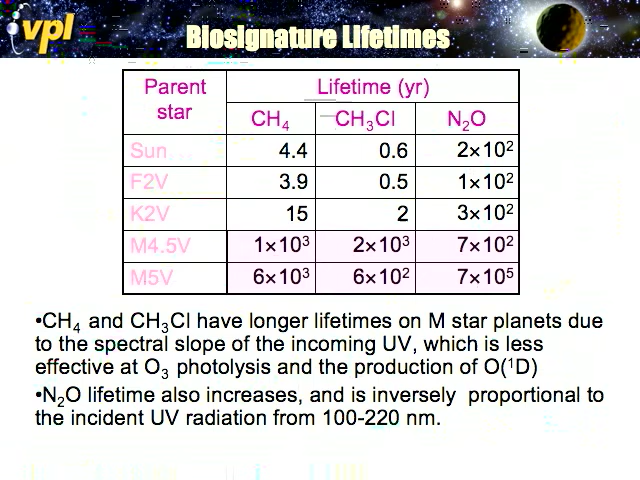 vpl
Biosignature Lifetimes
Parent star
Lifetime (yr)
CH₄ CH₃Cl N₂O
Sun 4.4 0.6 2×10²
F2V 3.9 0.5 1×10²
K2V 15 2 3×10²
M4.5V 1×10³ 2×10³ 7×10²
M5V 6×10³ 6×10² 7×10⁵
•CH₄ and CH₃Cl have longer lifetimes on M star planets due
to the spectral slope of the incoming UV, which is less
effective at O₃ photolysis and the production of O(¹D)
•N₂O lifetime also increases, and is inversely proportional to
the incident UV radiation from 100-220 nm.